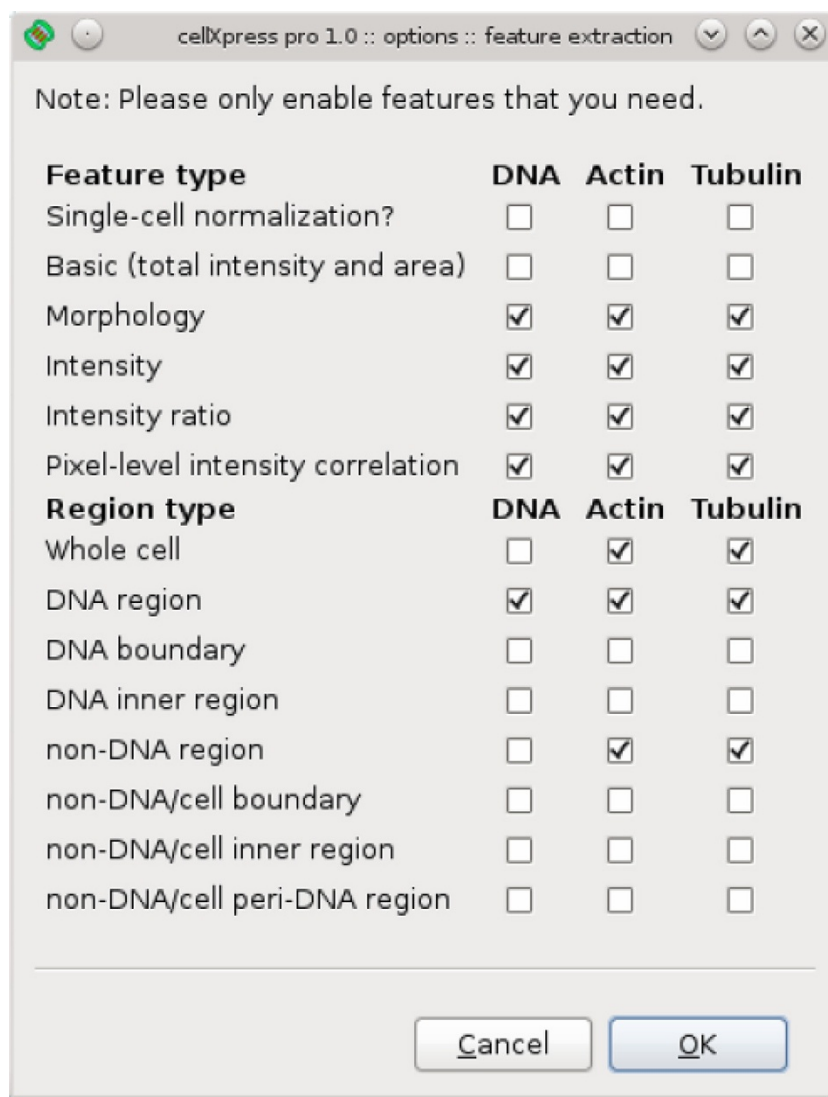 cellXpress pro 1.0 :: options :: feature extraction
Note: Please only enable features that you need.
Feature type DNA Actin Tubulin
Single-cell normalization?
Basic (total intensity and area)
Morphology
Intensity
Intensity ratio
Pixel-level intensity correlation
Region type DNA Actin Tubulin
Whole cell
DNA region
DNA boundary
DNA inner region
non-DNA region
non-DNA/cell boundary
non-DNA/cell inner region
non-DNA/cell peri-DNA region
Cancel OK